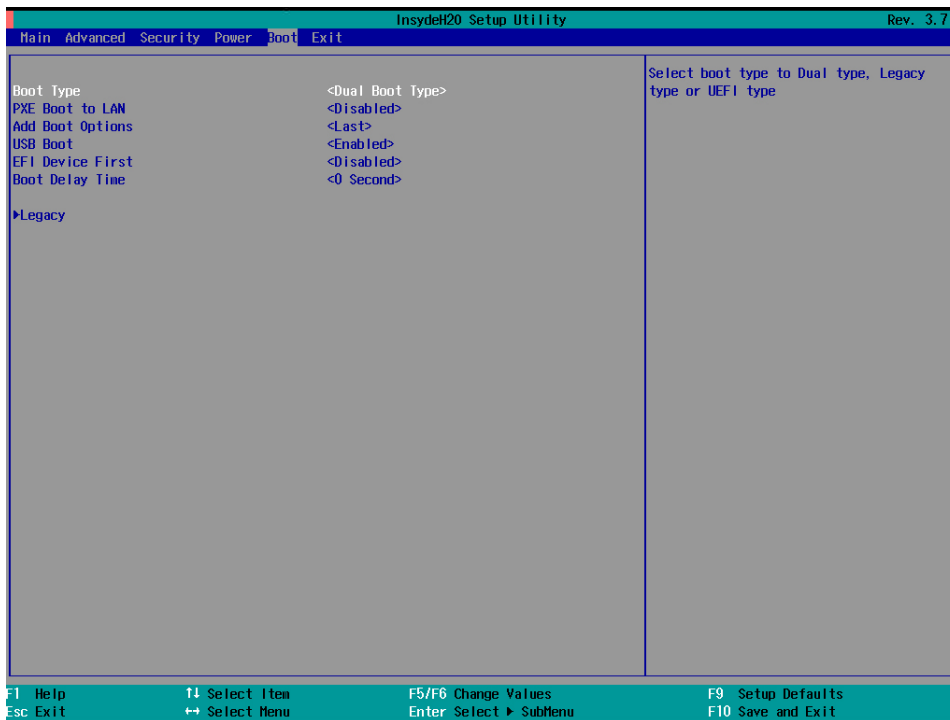 InsydeH20 Setup Utility Rev. 3.7
Main Advanced Security Power Boot Exit
Boot Type <Dual Boot Type>
PXE Boot to LAN <Disabled>
Add Boot Options <Last>
USB Boot <Enabled>
EFI Device First <Disabled>
Boot Delay Time <0 Second>
▶Legacy
Select boot type to Dual type, Legacy
type or UEFI type
F1 Help ↑↓ Select Item F5/F6 Change Values F9 Setup Defaults
Esc Exit ←→ Select Menu Enter Select ▶ SubMenu F10 Save and Exit